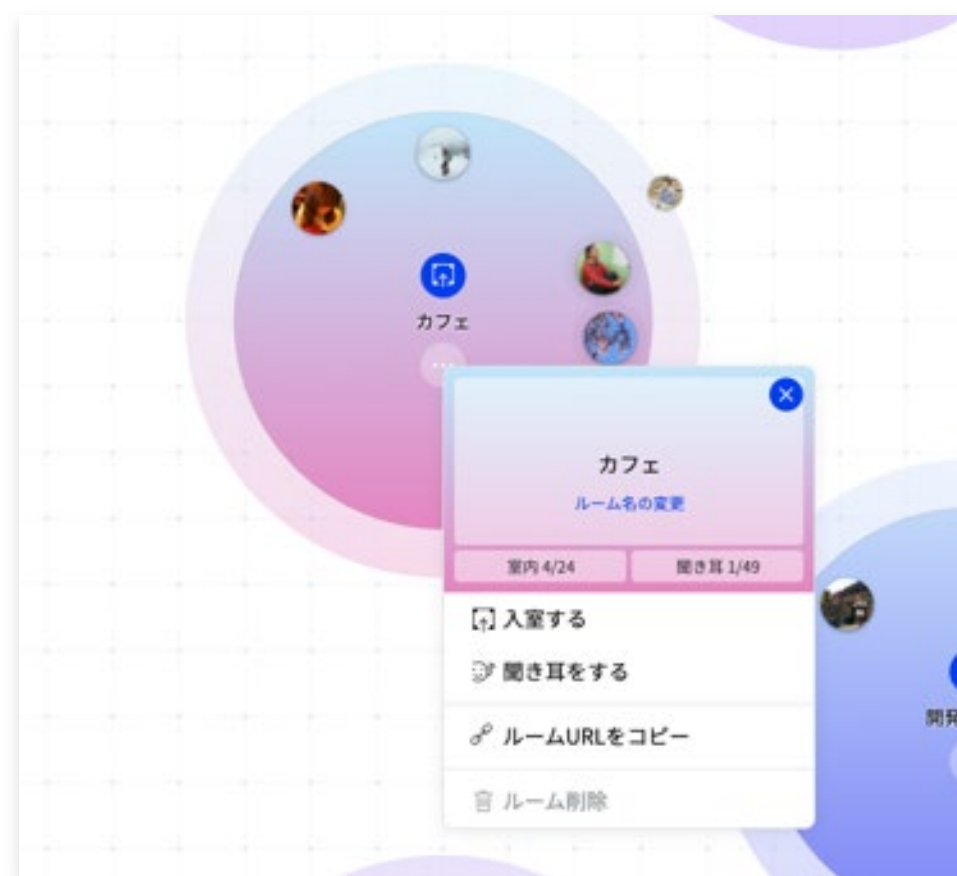 カフェ
カフェ
ルーム名の変更
室内 4/24
聞き耳 1/49
入室する
聞き耳をする
開発
ルームURLをコピー
ルーム削除